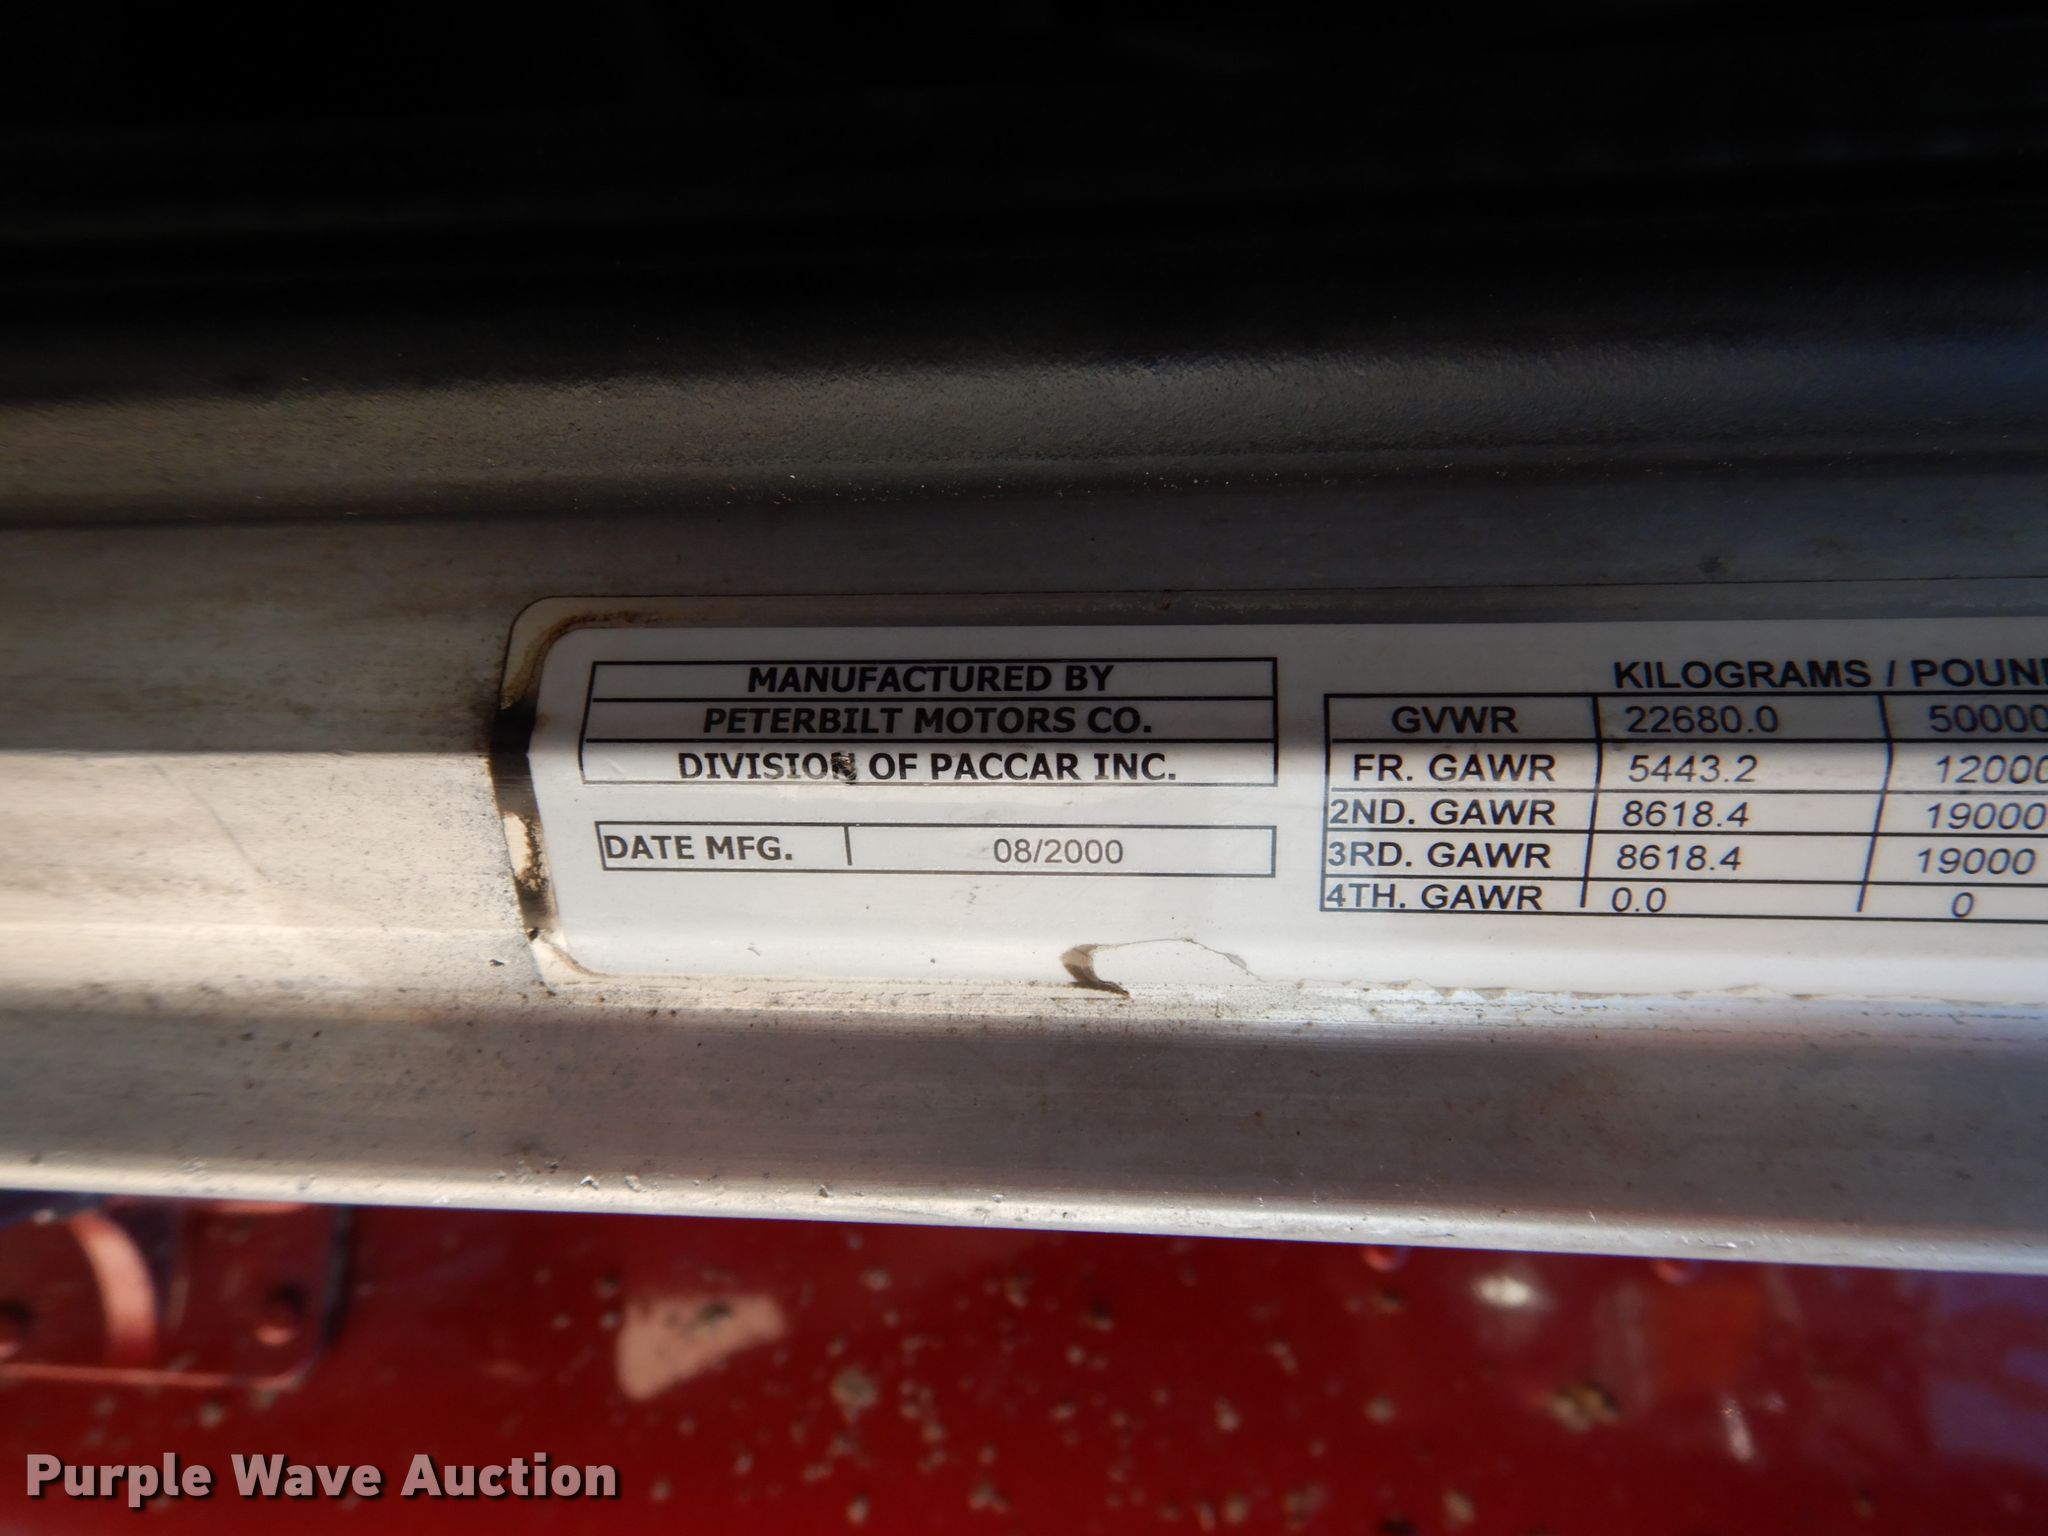 MANUFACTURED BY
PETERBILT MOTORS CO.
DIVISION OF PACCAR INC.
DATE MFG. 08/2000
KILOGRAMS / POUN
GVWR 22680.0 50000
FR. GAWR 5443.2 12000
2ND. GAWR 8618.4 19000
3RD. GAWR 8618.4 19000
4TH. GAWR 0.0 0
Purple Wave Auction